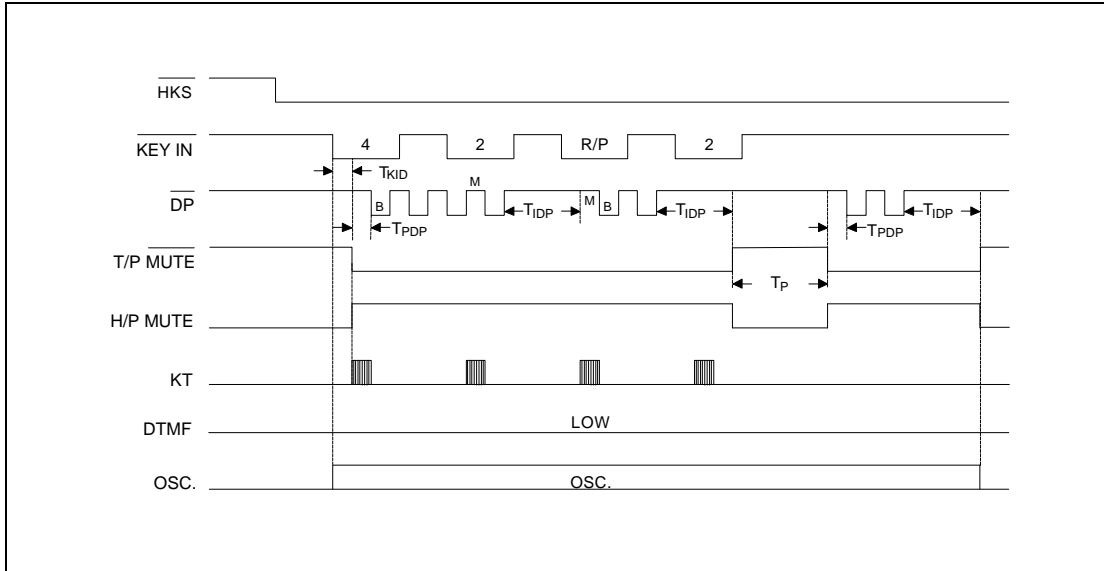 HKS
KEY IN 4 2 R/P 2
TKID M
DP B TIDP M B TIDP TIDP
TPDP TPDP
T/P MUTE
TP
H/P MUTE
KT
DTMF LOW
OSC. OSC.